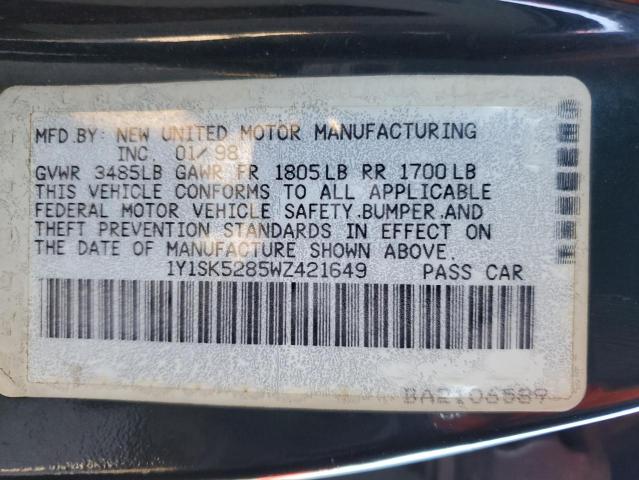 MFD.BY: NEW UNITED MOTOR MANUFACTURING
INC. 01/98
GVWR 3485LB GAWR FR 1805LB RR 1700LB
THIS VEHICLE CONFORMS TO ALL APPLICABLE
FEDERAL MOTOR VEHICLE SAFETY.BUMPER.AND
THEFT PREVENTION STANDARDS IN EFFECT ON
THE DATE OF MANUFACTURE SHOWN ABOVE.
1Y1SK5285WZ421649 PASS CAR
BA2106589